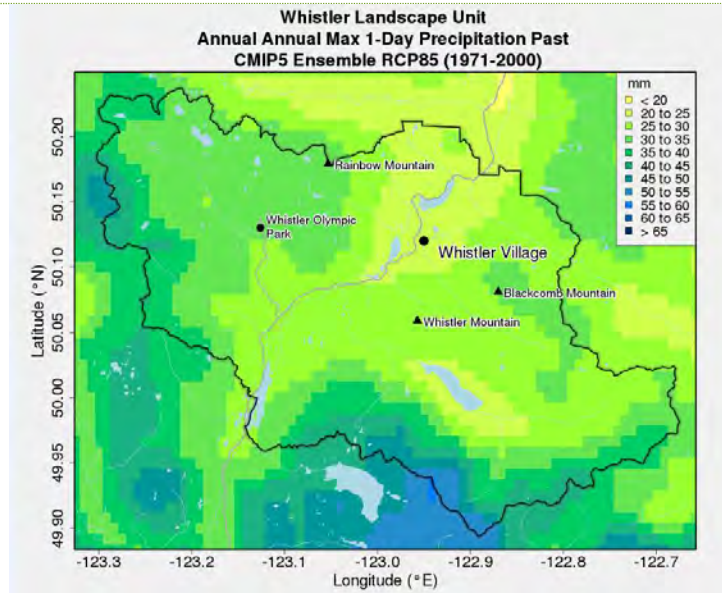 Whistler Landscape Unit
Annual Annual Max 1-Day Precipitation Past
CMIP5 Ensemble RCP85 (1971-2000)
mm
< 20
20 to 25
25 to 30
30 to 35
35 to 40
40 to 45
45 to 50
50 to 55
55 to 60
60 to 65
> 65
Rainbow Mountain
Whistler Olympic
Park
Whistler Village
Blackcomb Mountain
Whistler Mountain
Latitude (°N)
50.20
50.15
50.10
50.05
50.00
49.95
49.90
-123.3 -123.2 -123.1 -123.0 -122.9 -122.8 -122.7
Longitude (°E)